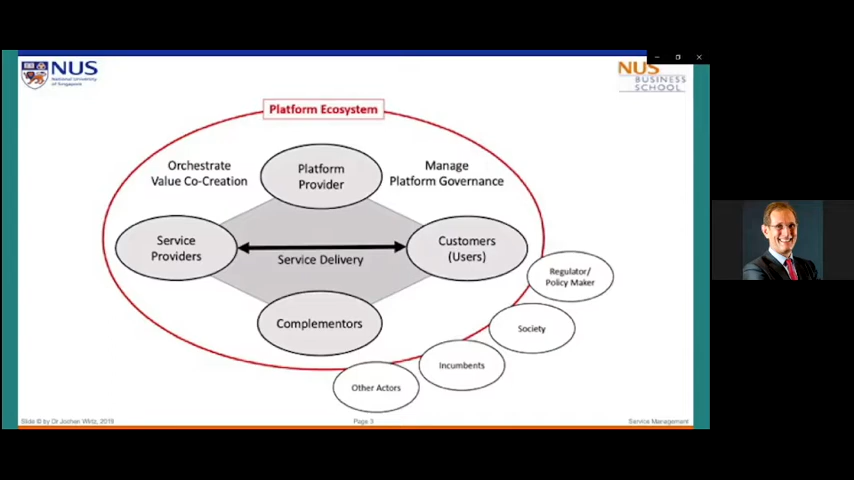 NUS
National University
of Singapore
NUS
BUSINESS
SCHOOL
Platform Ecosystem
Orchestrate
Value Co-Creation
Platform
Provider
Manage
Platform Governance
Service
Providers
Service Delivery
Customers
(Users)
Complementors
Regulator/
Policy Maker
Society
Incumbents
Other Actors
Slide © by Dr Jochen Wirtz, 2019
Page 3
Service Management